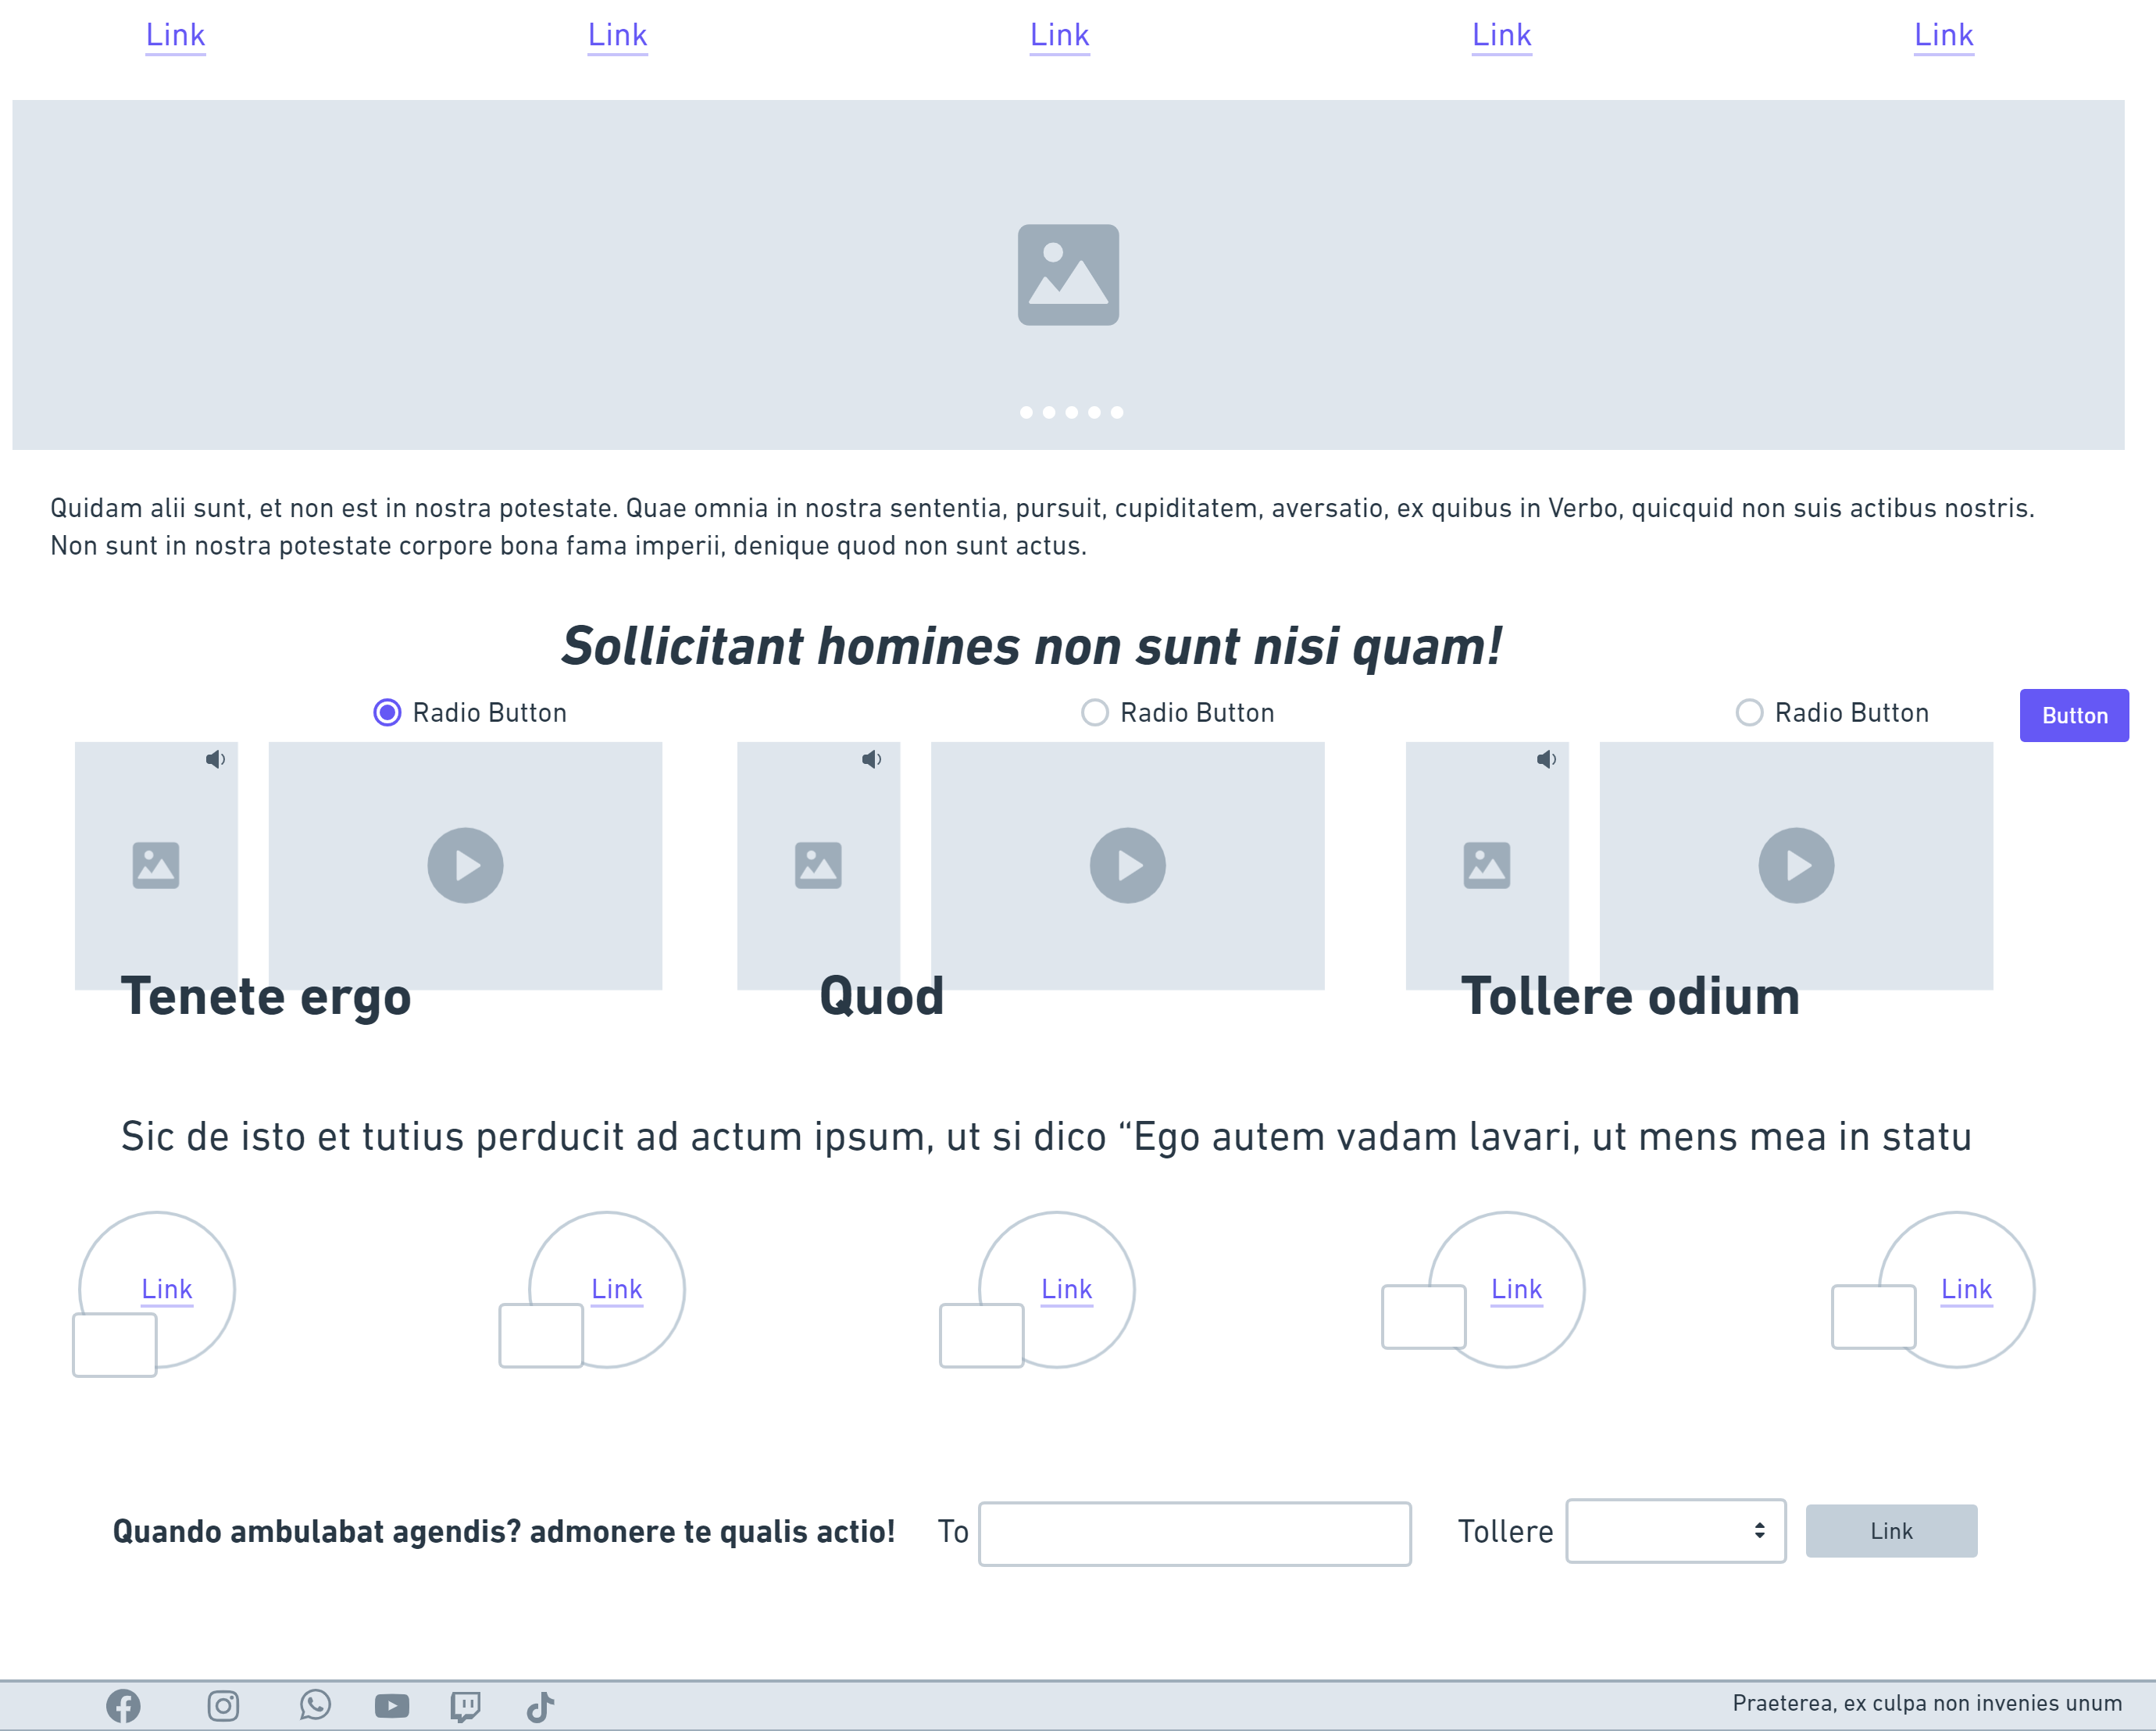 Link
Link
Link
Link
Link
Quidam alii sunt, et non est in nostra potestate. Quae omnia in nostra sententia, pursuit, cupiditatem, aversatio, ex quibus in Verbo, quicquid non suis actibus nostris.
Non sunt in nostra potestate corpore bona fama imperii, denique quod non sunt actus.
Sollicitant homines non sunt nisi quam!
Radio Button
Radio Button
Radio Button
Button
Tenete ergo
Quod
Tollere odium
Sic de isto et tutius perducit ad actum ipsum, ut si dico “Ego autem vadam lavari, ut mens mea in statu
Link
Link
Link
Link
Link
Quando ambulabat agendis? admonere te qualis actio!
To
Tollere
Link
Praeterea, ex culpa non invenies unum